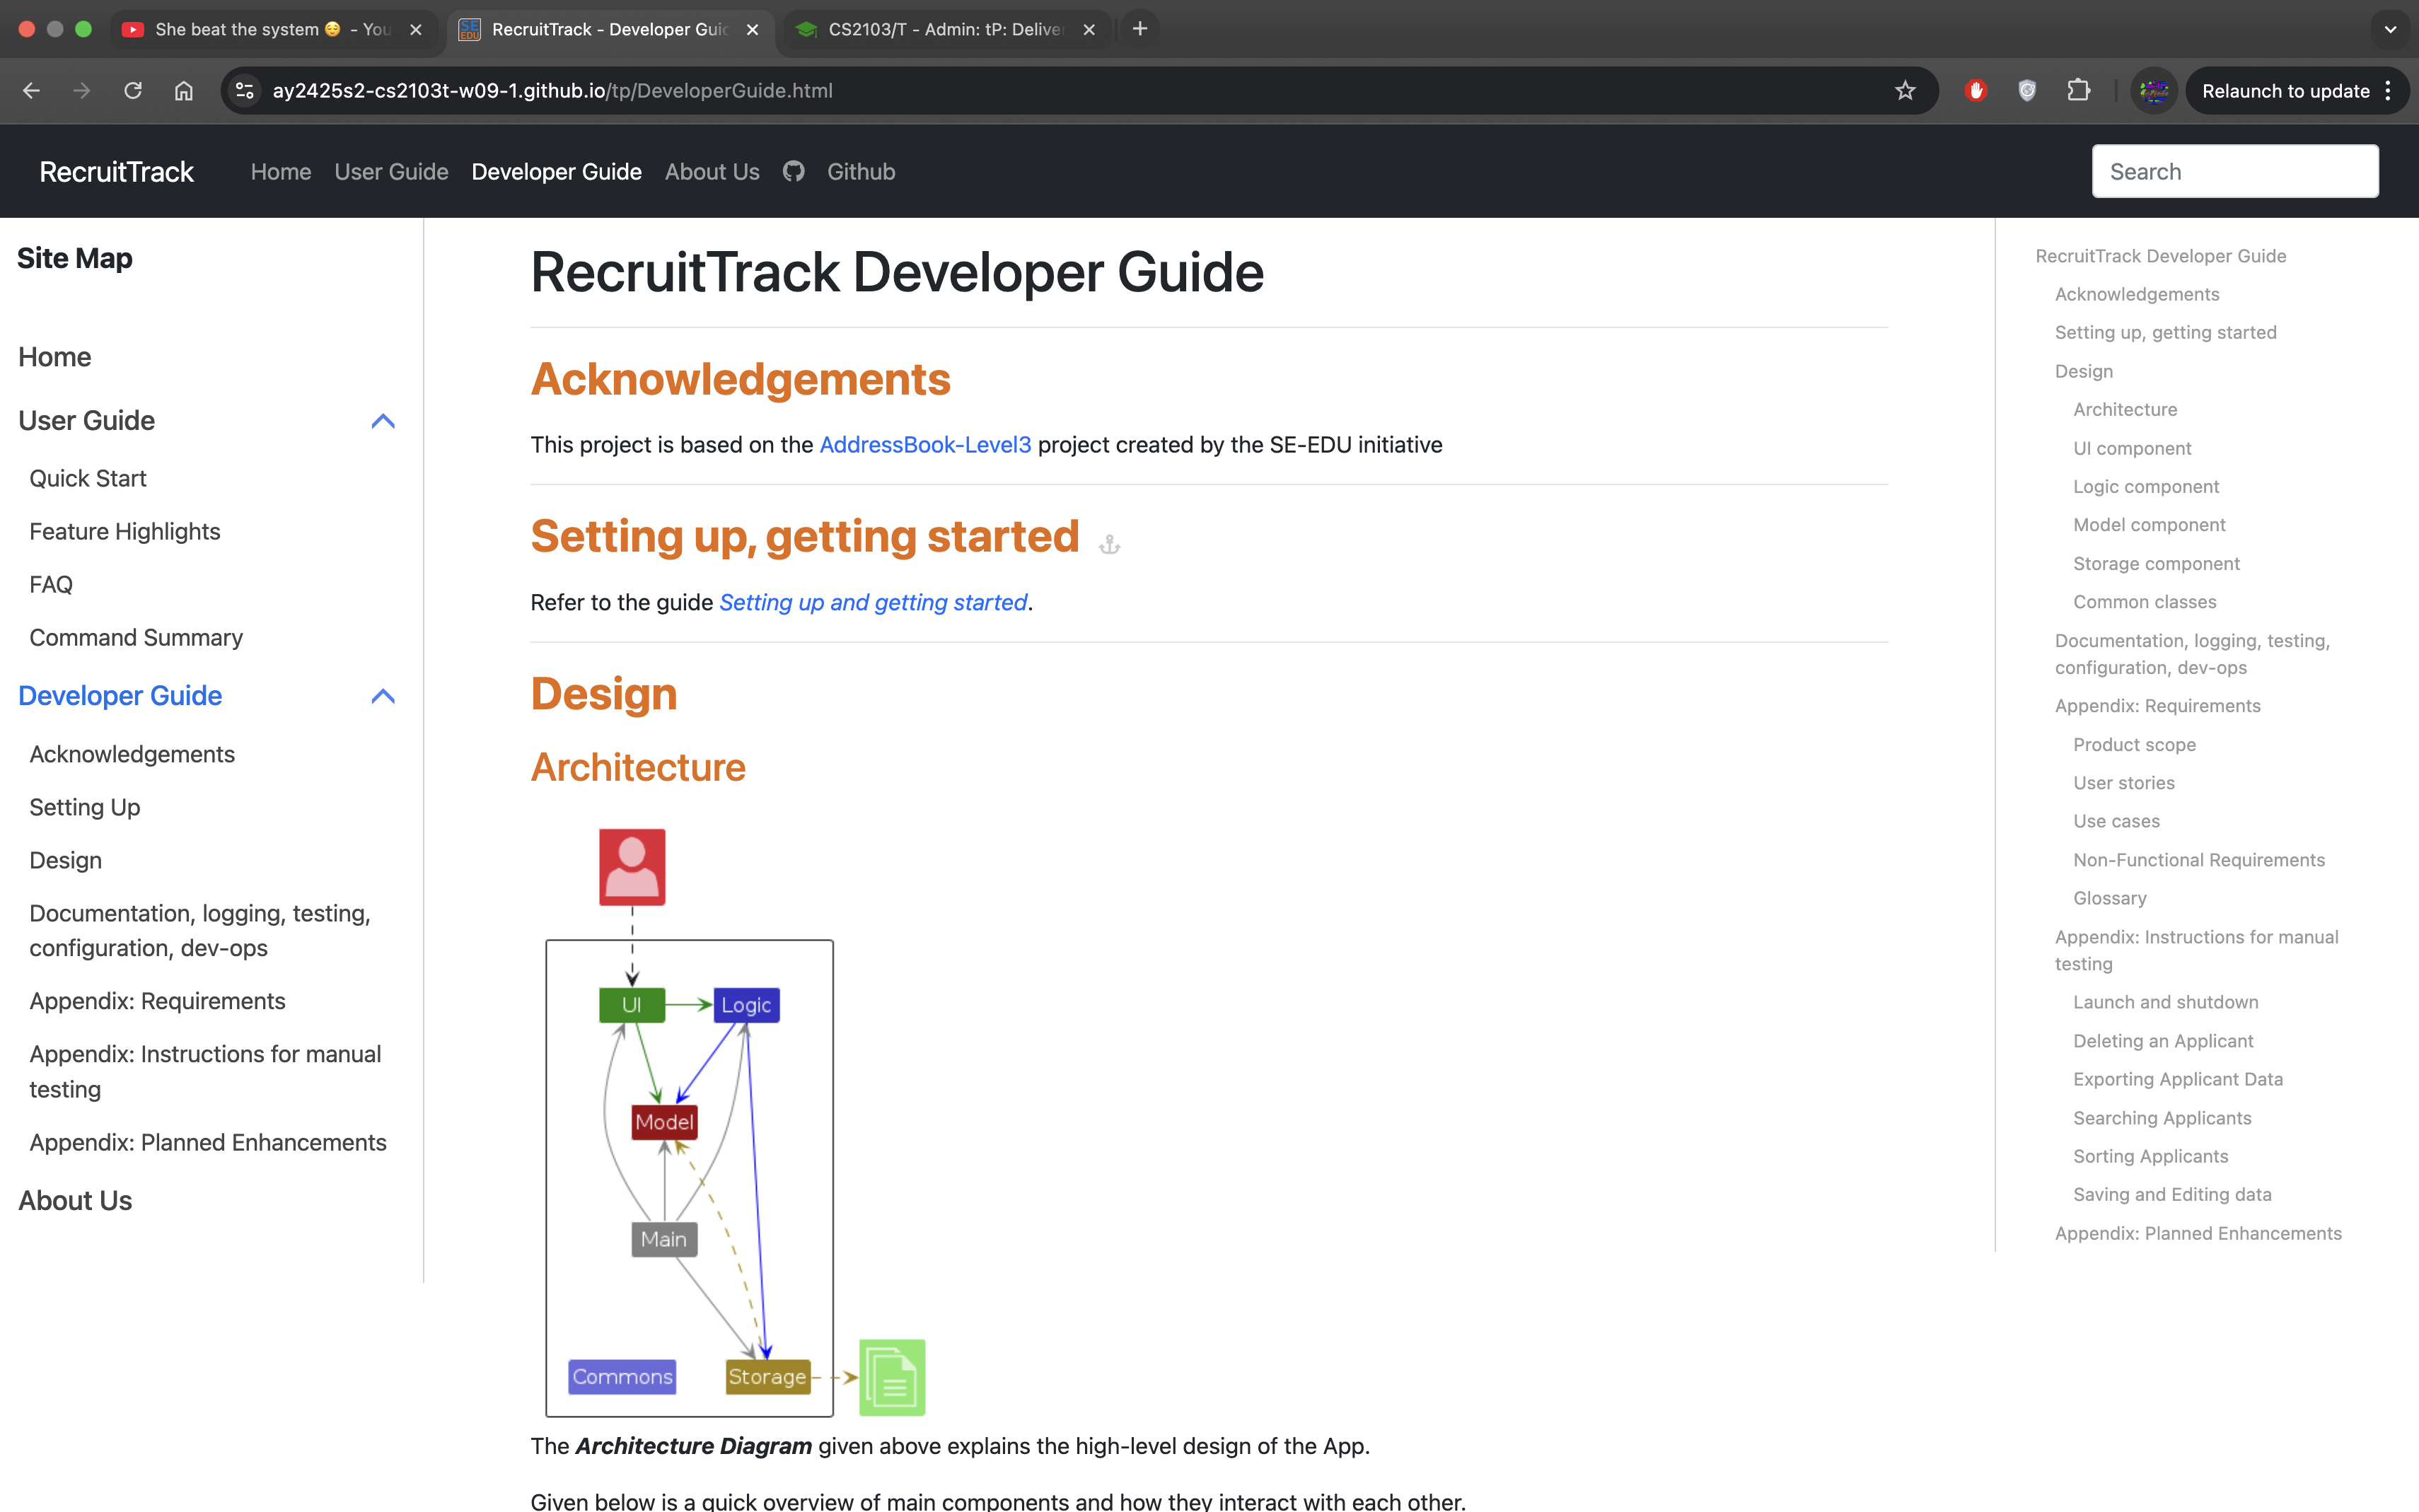 She beat the system 😌 - You
RecruitTrack - Developer Guid
CS2103/T - Admin: tP: Deliver
ay2425s2-cs2103t-w09-1.github.io/tp/DeveloperGuide.html
Relaunch to update
RecruitTrack
Home
User Guide
Developer Guide
About Us
Github
Search
Site Map
Home
User Guide
Quick Start
Feature Highlights
FAQ
Command Summary
Developer Guide
Acknowledgements
Setting Up
Design
Documentation, logging, testing,
configuration, dev-ops
Appendix: Requirements
Appendix: Instructions for manual
testing
Appendix: Planned Enhancements
About Us
RecruitTrack Developer Guide
Acknowledgements
This project is based on the AddressBook-Level3 project created by the SE-EDU initiative
Setting up, getting started
Refer to the guide Setting up and getting started.
Design
Architecture
UI
Logic
Model
Main
Commons
Storage
The Architecture Diagram given above explains the high-level design of the App.
Given below is a quick overview of main components and how they interact with each other.
RecruitTrack Developer Guide
Acknowledgements
Setting up, getting started
Design
Architecture
UI component
Logic component
Model component
Storage component
Common classes
Documentation, logging, testing,
configuration, dev-ops
Appendix: Requirements
Product scope
User stories
Use cases
Non-Functional Requirements
Glossary
Appendix: Instructions for manual
testing
Launch and shutdown
Deleting an Applicant
Exporting Applicant Data
Searching Applicants
Sorting Applicants
Saving and Editing data
Appendix: Planned Enhancements